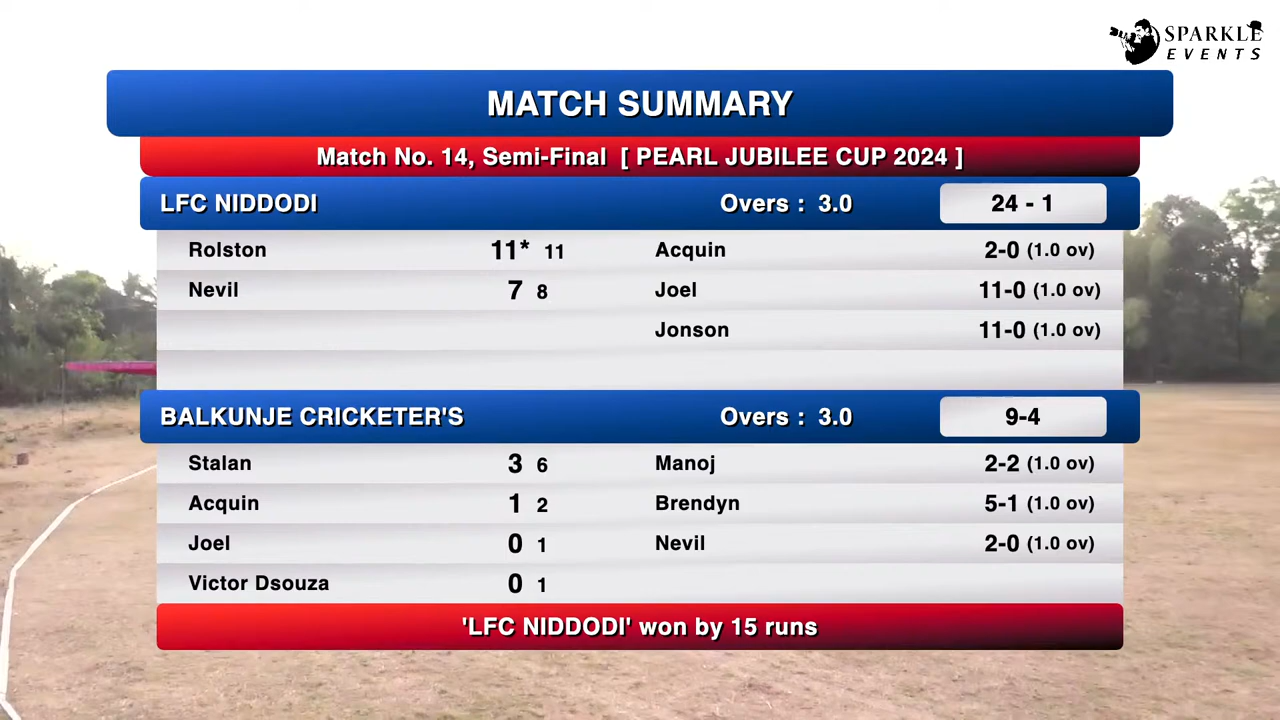 SPARKLE
EVENTS
MATCH SUMMARY
Match No. 14, Semi-Final [ PEARL JUBILEE CUP 2024 ]
LFC NIDDODI Overs : 3.0 24 - 1
Rolston 11* 11 Acquin 2-0 (1.0 ov)
Nevil 7 8 Joel 11-0 (1.0 ov)
Jonson 11-0 (1.0 ov)
BALKUNJE CRICKETER'S Overs : 3.0 9-4
Stalan 3 6 Manoj 2-2 (1.0 ov)
Acquin 1 2 Brendyn 5-1 (1.0 ov)
Joel 0 1 Nevil 2-0 (1.0 ov)
Victor Dsouza 0 1
'LFC NIDDODI' won by 15 runs